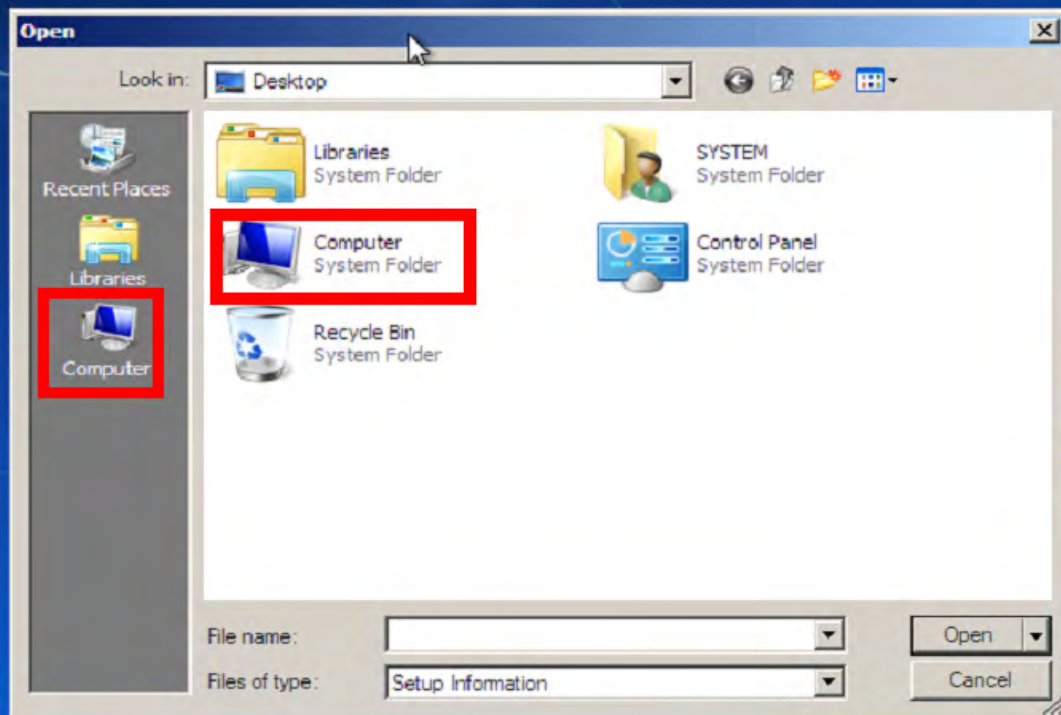 Open
Look in:
Desktop
Recent Places
Libraries
Computer
Libraries
System Folder
SYSTEM
System Folder
Computer
System Folder
Control Panel
System Folder
Recycle Bin
System Folder
File name:
Open
Files of type:
Setup Information
Cancel